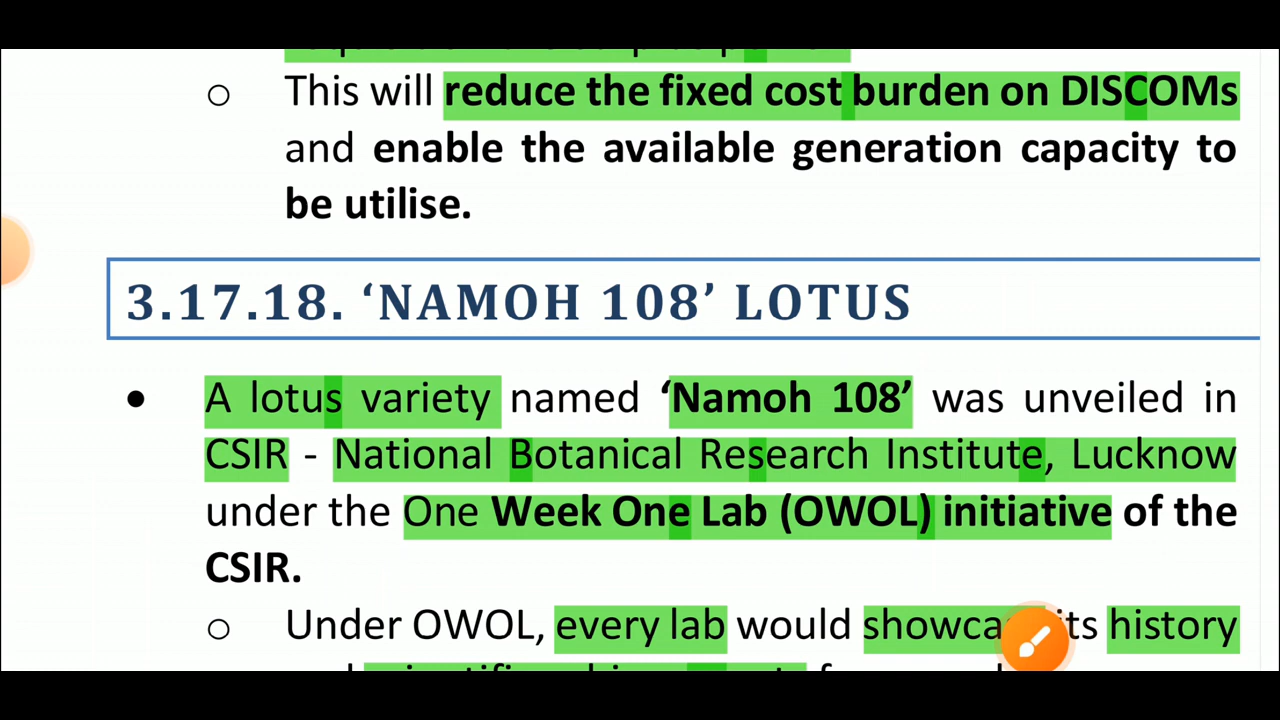 ○ This will reduce the fixed cost burden on DISCOMs
and enable the available generation capacity to
be utilise.
3.17.18. ‘NAMOH 108’ LOTUS
● A lotus variety named ‘Namoh 108’ was unveiled in
CSIR - National Botanical Research Institute, Lucknow
under the One Week One Lab (OWOL) initiative of the
CSIR.
○ Under OWOL, every lab would its history